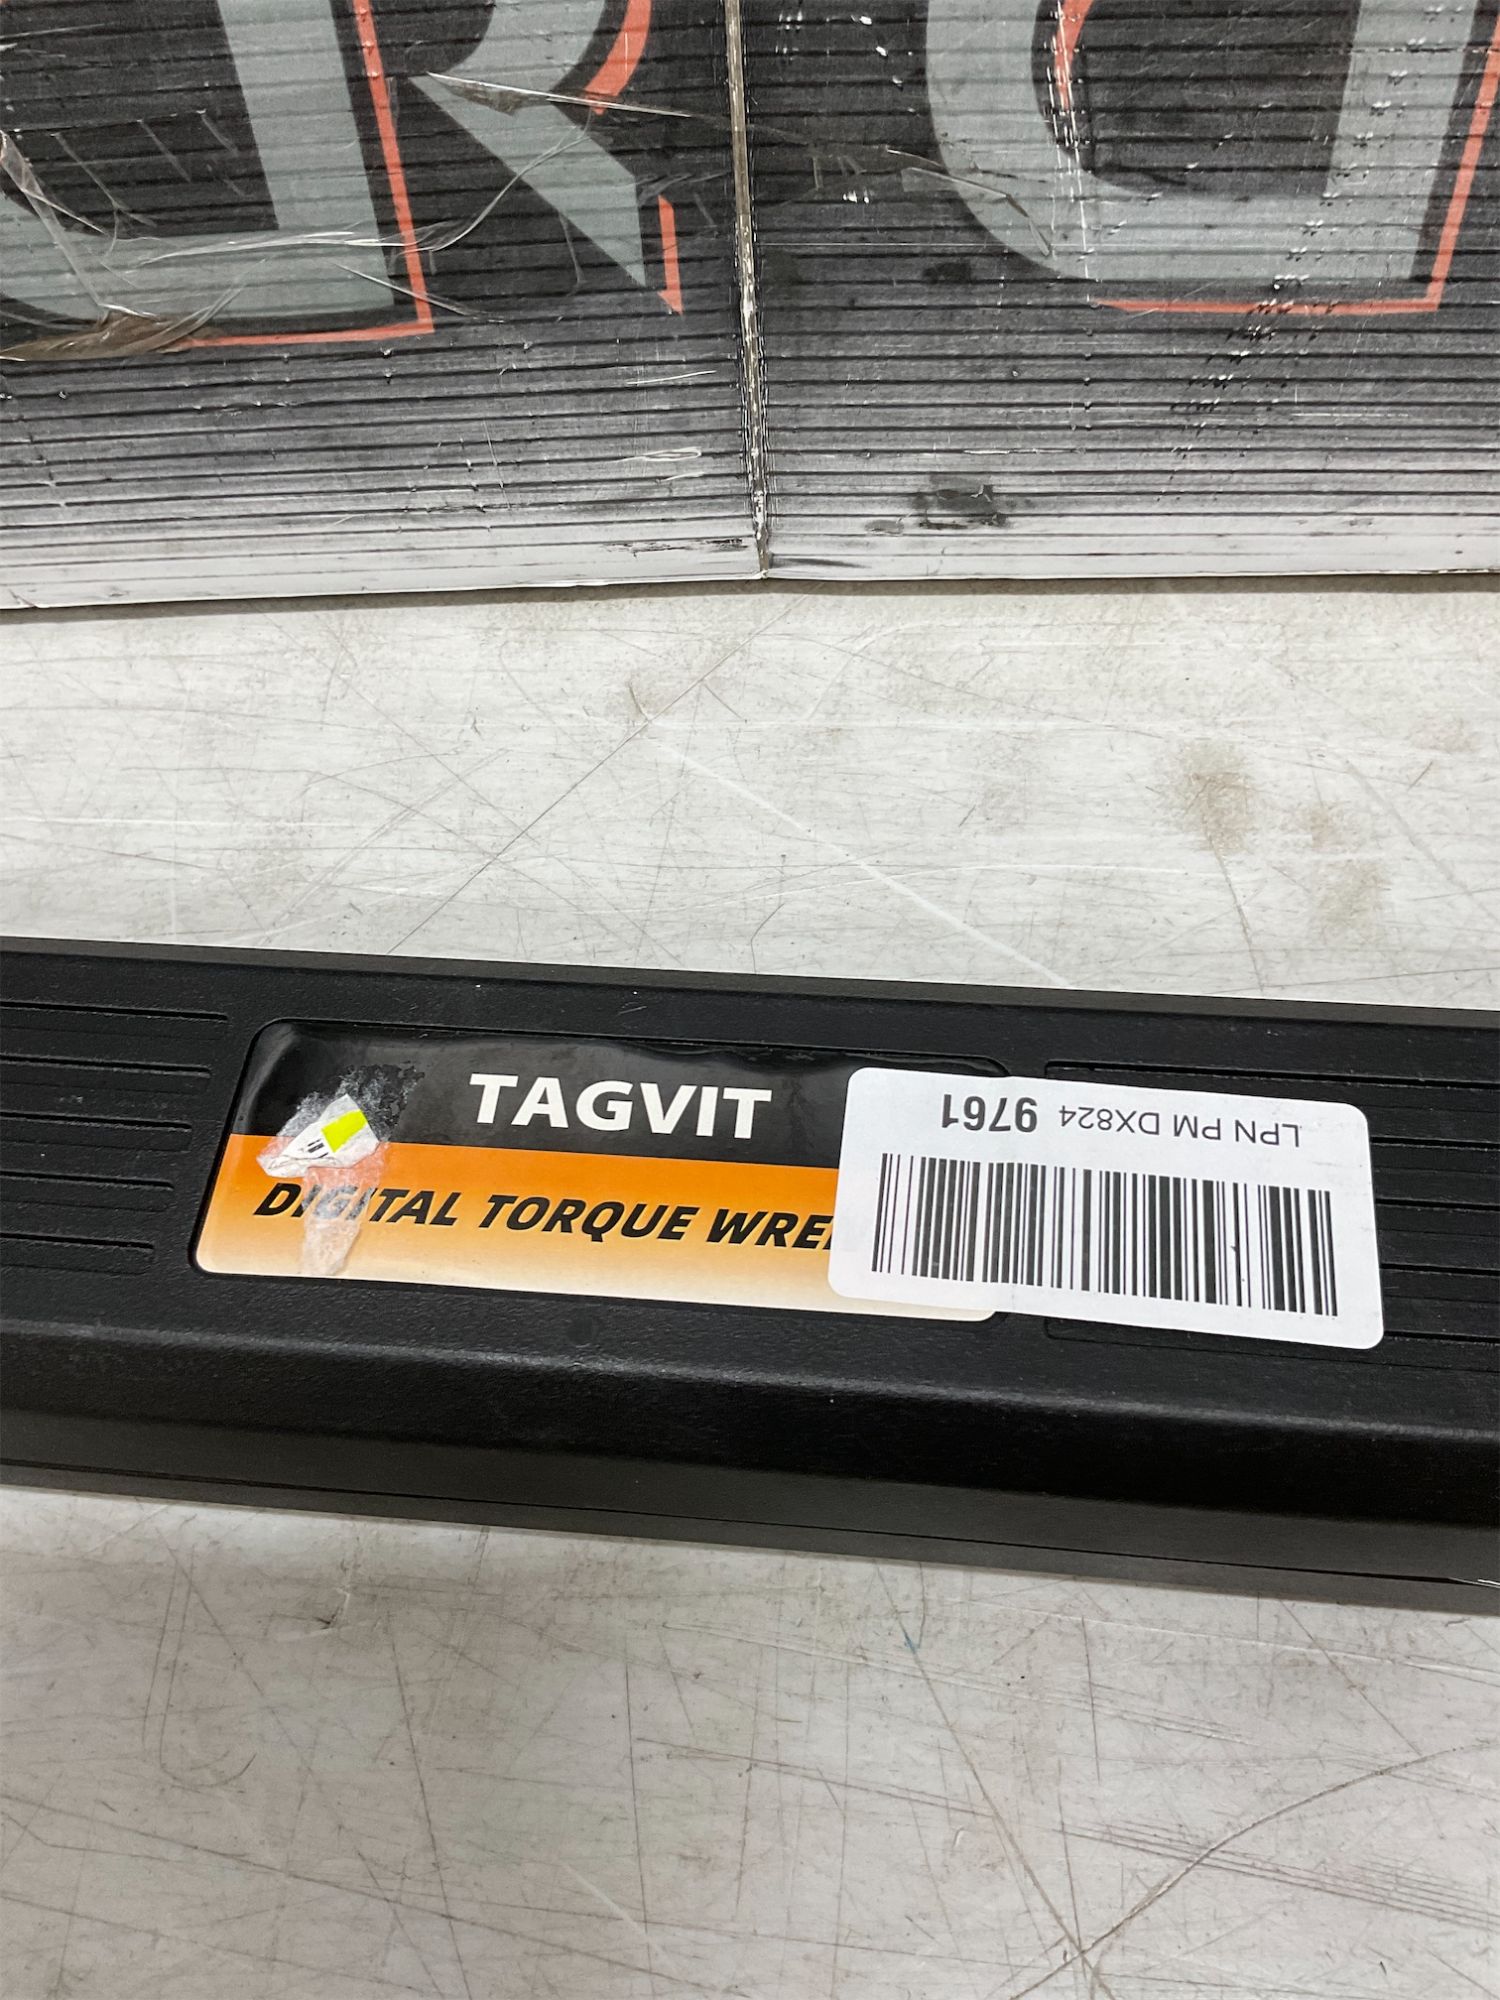 TAGVIT
DIGITAL TORQUE WRE
LPN PM DX824 9761